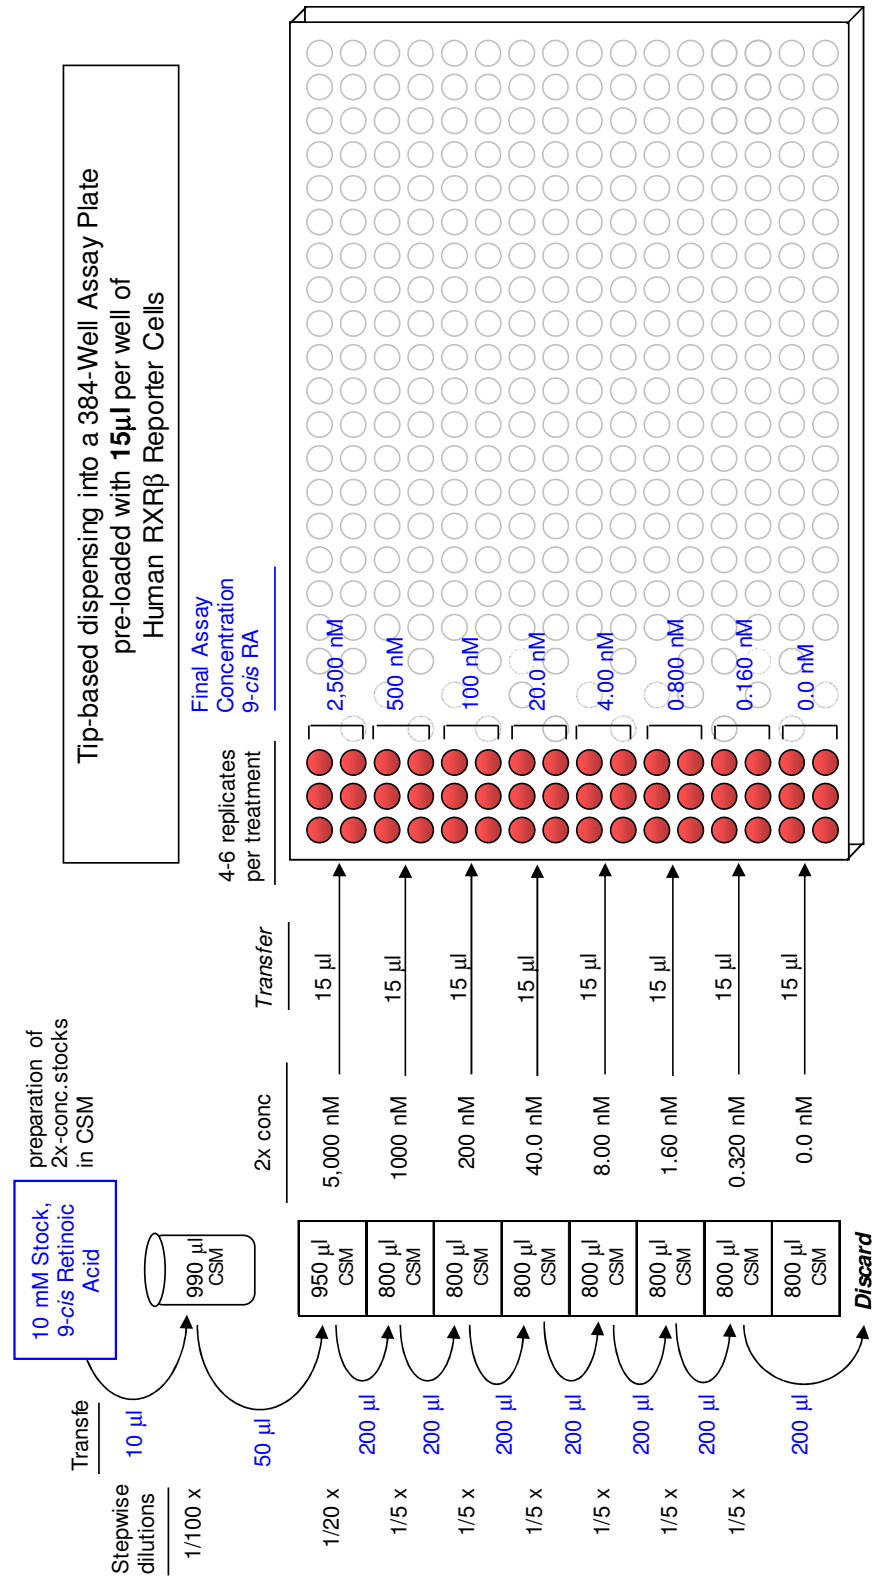 Tip-based dispensing into a 384-Well Assay Plate
pre-loaded with 15µl per well of
Human RXRβ Reporter Cells
10 mM Stock,
9-cis Retinoic
Acid
preparation of
2x-conc.stocks
in CSM
Stepwise
dilutions
Transfe
2x conc
Transfer
4-6 replicates
per treatment
Final Assay
Concentration
9-cis RA
1/100 x
10 µl
990 µl
CSM
50 µl
1/20 x
950 µl
CSM
5,000 nM
15 µl
2,500 nM
200 µl
1/5 x
800 µl
CSM
1000 nM
15 µl
500 nM
200 µl
1/5 x
800 µl
CSM
200 nM
15 µl
100 nM
200 µl
1/5 x
800 µl
CSM
40.0 nM
15 µl
20.0 nM
200 µl
1/5 x
800 µl
CSM
8.00 nM
15 µl
4.00 nM
200 µl
1/5 x
800 µl
CSM
1.60 nM
15 µl
0.800 nM
200 µl
1/5 x
800 µl
CSM
0.320 nM
15 µl
0.160 nM
200 µl
800 µl
CSM
0.0 nM
15 µl
0.0 nM
Discard